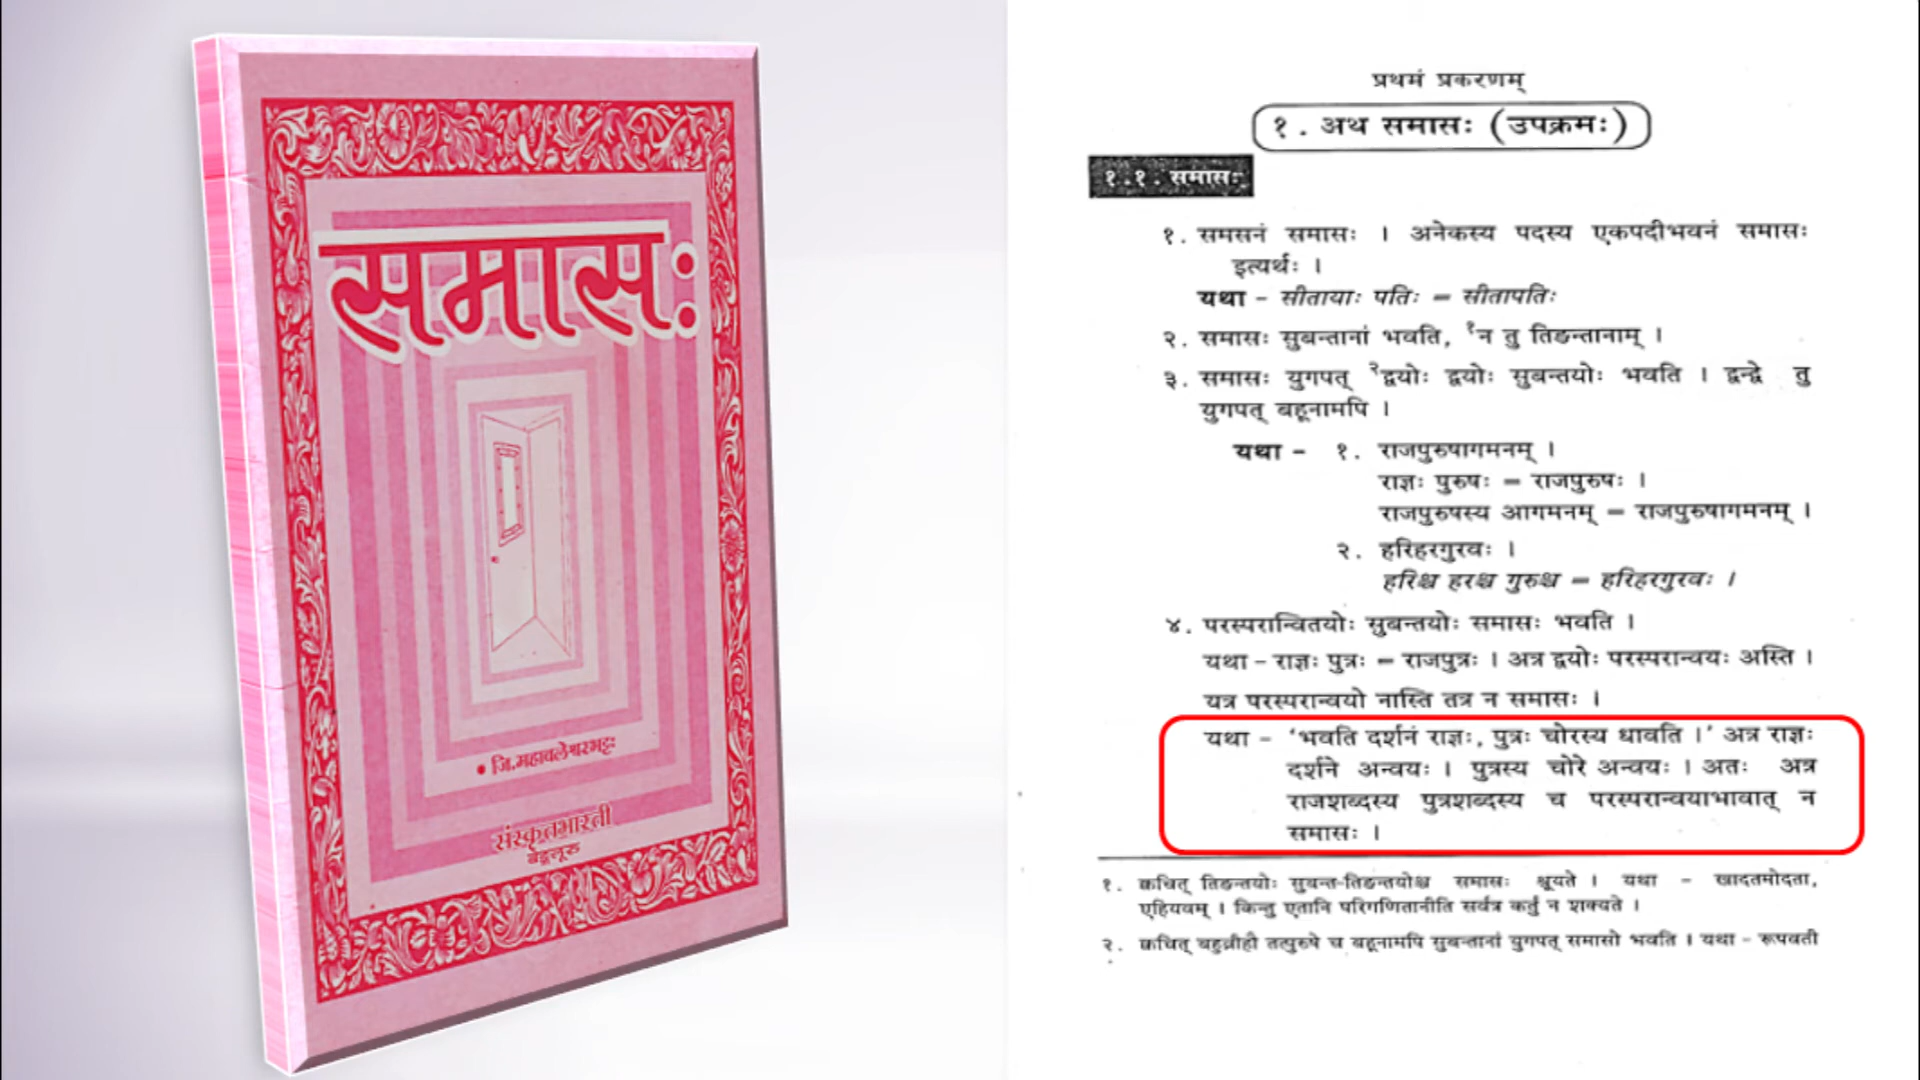 समासः
• जि.महाबलेश्वरभट्टः
संस्कृतभारती
बेङ्गलूरु
प्रथमं प्रकरणम्
१ . अथ समासः (उपक्रमः)
१.१. समासः
१. समसनं समासः । अनेकस्य पदस्य एकपदीभवनं समासः
इत्यर्थः ।
यथा - सीतायाः पतिः = सीतापतिः
२. समासः सुबन्तानां भवति, १न तु तिङन्तानाम् ।
३. समासः युगपत् २द्वयोः द्वयोः सुबन्तयोः भवति । द्वन्द्वे तु
युगपत् बहूनामपि ।
यथा - १. राजपुरुषागमनम् ।
राज्ञः पुरुषः = राजपुरुषः ।
राजपुरुषस्य आगमनम् = राजपुरुषागमनम् ।
२. हरिहरगुरवः ।
हरिश्च हरश्च गुरुश्च = हरिहरगुरवः ।
४. परस्परान्वितयोः सुबन्तयोः समासः भवति ।
यथा - राज्ञः पुत्रः = राजपुत्रः । अत्र द्वयोः परस्परान्वयः अस्ति ।
यत्र परस्परान्वयो नास्ति तत्र न समासः ।
यथा - ‘भवति दर्शनं राज्ञः, पुत्रः चोरस्य धावति ।’ अत्र राज्ञः
दर्शने अन्वयः । पुत्रस्य चोरे अन्वयः । अतः अत्र
राजशब्दस्य पुत्रशब्दस्य च परस्परान्वयाभावात् न
समासः ।
१. क्वचित् तिङन्तयोः सुबन्त-तिङन्तयोश्च समासः श्रूयते । यथा - खादतमोदता,
एहियवम् । किन्तु एतानि परिगणितानीति सर्वत्र कर्तुं न शक्यते ।
२. क्वचित् बहुव्रीहौ तत्पुरुषे च बहूनामपि सुबन्तानां युगपत् समासो भवति । यथा - रूपवती